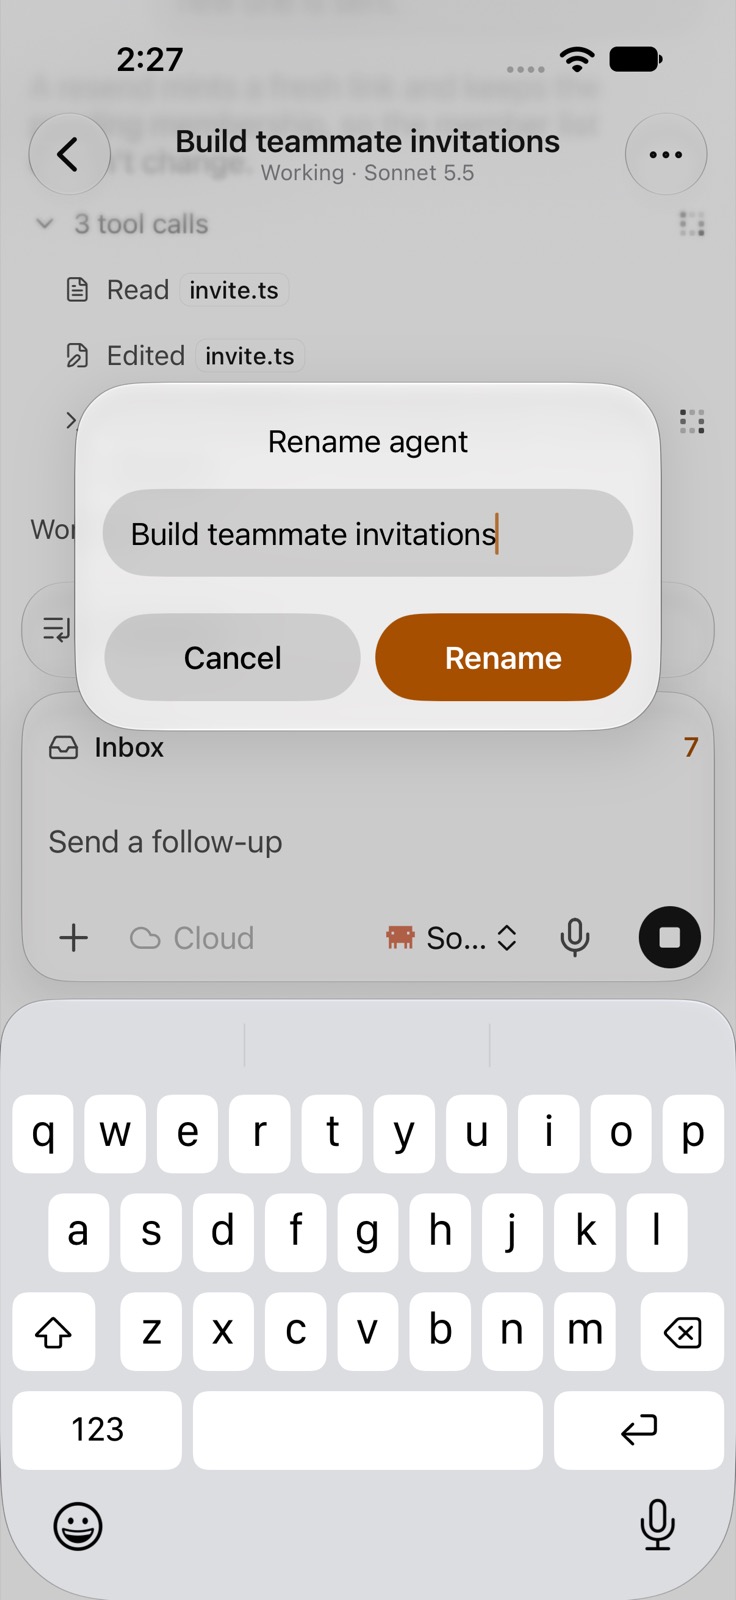 2:27
Build teammate invitations
Working · Sonnet 5.5
3 tool calls
Read invite.ts
Edited invite.ts
Rename agent
Build teammate invitations
Cancel
Rename
Inbox
7
Send a follow-up
Cloud
So...
q w e r t y u i o p
a s d f g h j k l
z x c v b n m
123